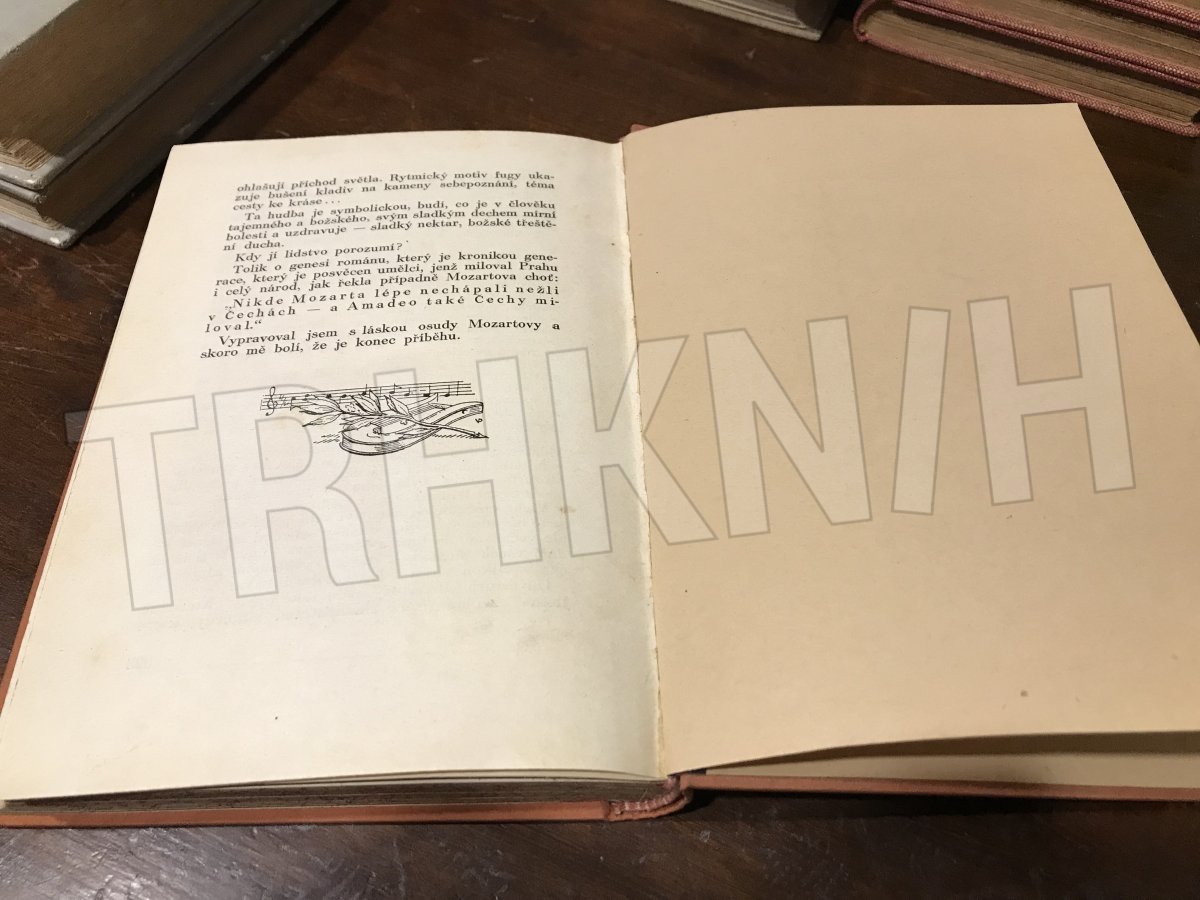 ohlašují příchod světla. Rytmický motiv fugy uka-
zuje bušení kladiv na kameny sebepoznání, téma
cesty ke kráse...
Ta hudba je symbolickou, budí, co je v člověku
tajemného a božského, svým sladkým dechem mírní
bolesti a uzdravuje — sladký nektar, božské třeště-
ní ducha.
Kdy jí lidstvo porozumí?
Tolik o genesi románu, který je kronikou gene-
race, který je posvěcen umělci, jenž miloval Prahu
i celý národ, jak řekla případně Mozartova choť:
„Nikde Mozarta lépe nechápali nežli
v Čechách — a Amadeo také Čechy mi-
loval.“
Vypravoval jsem s láskou osudy Mozartovy a
skoro mě bolí, že je konec příběhu.
TRHKNIH